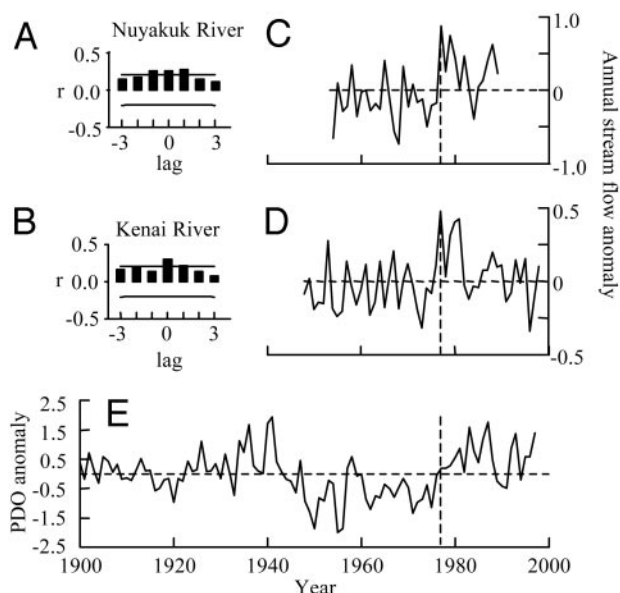 A
Nuyakuk River
0.5
r 0.0
-0.5
-3 0 3
lag
C
1.0
0
-1.0
B
Kenai River
0.5
r 0.0
-0.5
-3 0 3
lag
D
0.5
0
-0.5
Annual stream flow anomaly
E
PDO anomaly
2.5
1.5
0.5
-0.5
-1.5
-2.5
1900 1920 1940 1960 1980 2000
Year